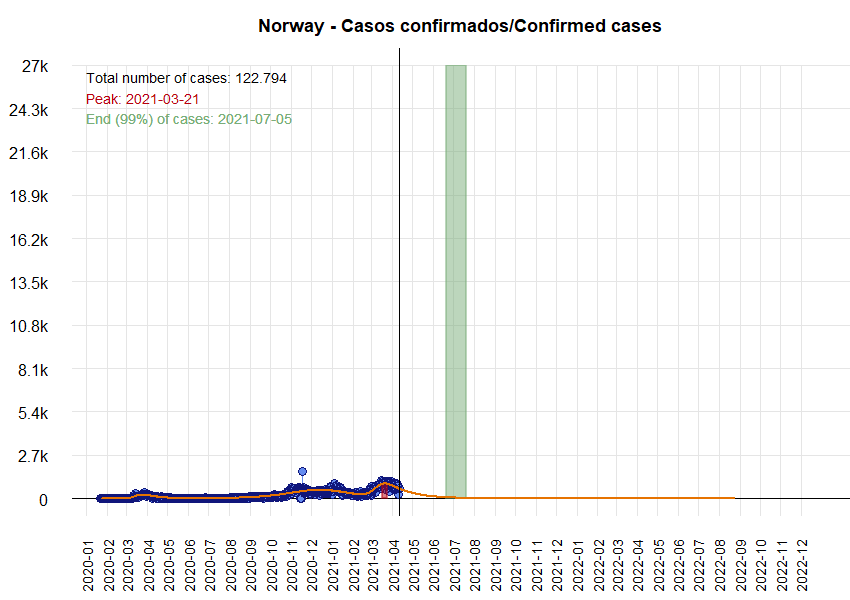 Norway - Casos confirmados/Confirmed cases
27k
Total number of cases: 122.794
Peak: 2021-03-21
24.3k
End (99%) of cases: 2021-07-05
21.6k
18.9k
16.2k
13.5k
10.8k
8.1k
5.4k
2.7k
0
2020-01
2020-02
2020-03
2020-04
2020-05
2020-06
2020-07
2020-08
2020-09
2020-10
2020-11
2020-12
2021-01
2021-02
2021-03
2021-04
2021-05
2021-06
2021-07
2021-08
2021-09
2021-10
2021-11
2021-12
2022-01
2022-02
2022-03
2022-04
2022-05
2022-06
2022-07
2022-08
2022-09
2022-10
2022-11
2022-12